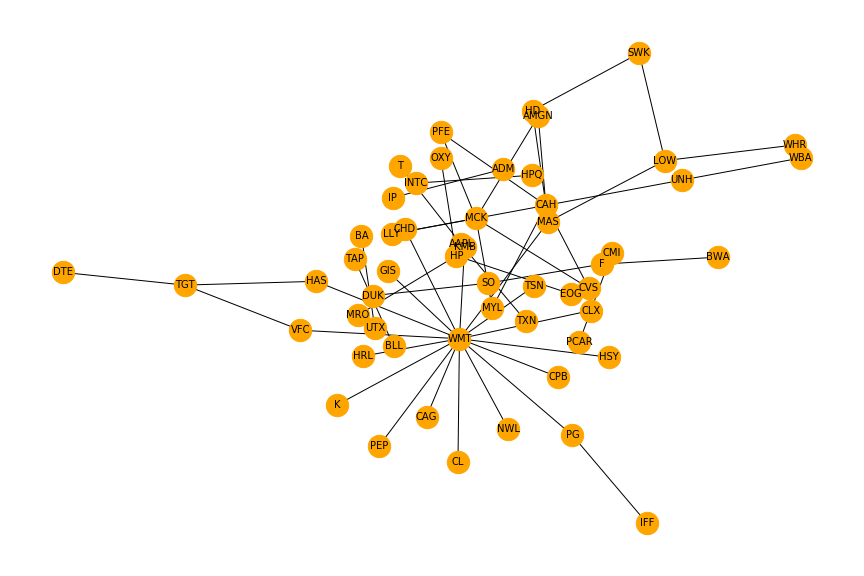 SWK
HD
AMGN
PFE
WHR
OXY
WBA
LOW
T
ADM
HPQ
UNH
INTC
IP
CAH
MCK
MAS
CHD
LLY
BA
AAPL
KMB
CMI
HP
BWA
TAP
F
GIS
DTE
HAS
SO
TGT
TSN
CVS
EOG
DUK
MYL
CLX
MRO
TXN
UTX
VFC
WMT
PCAR
BLL
HRL
HSY
CPB
K
CAG
NWL
PG
PEP
CL
IFF